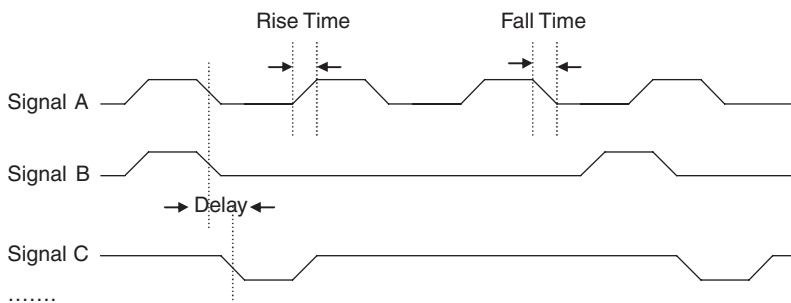 Rise Time
Fall Time
Signal A
Signal B
Delay
Signal C
.......